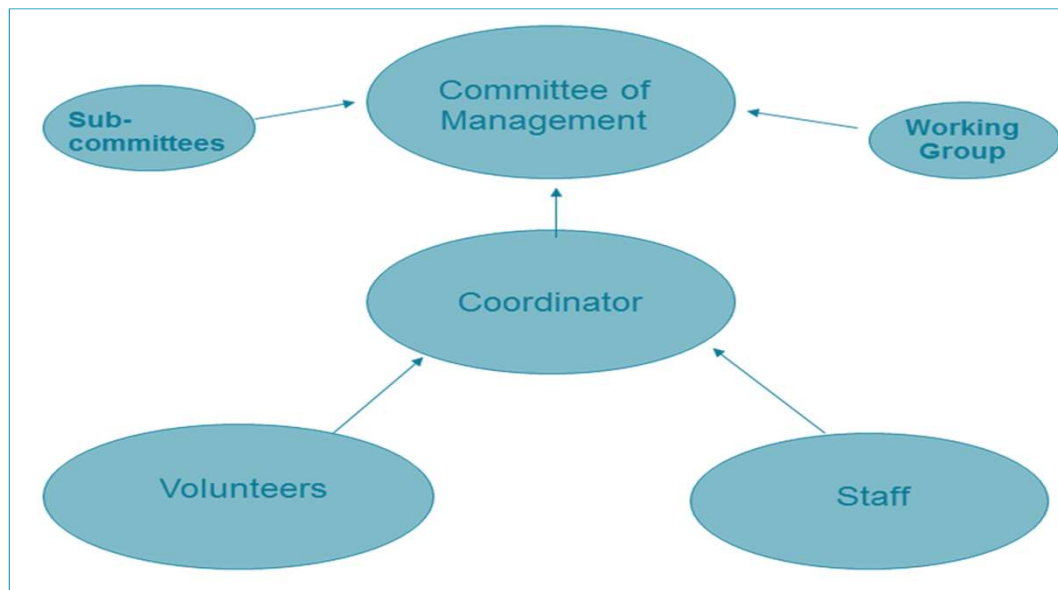 Committee of
Management
Sub-
committees
Working
Group
Coordinator
Volunteers
Staff